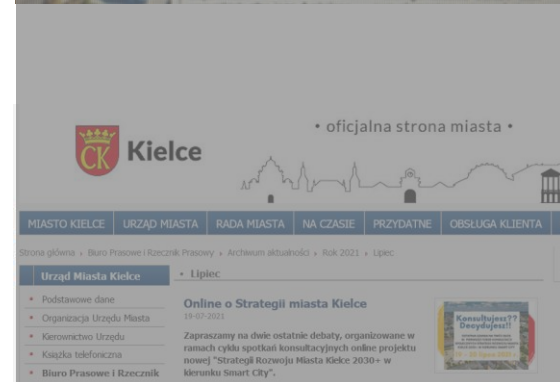 • oficjalna strona miasta •
CK Kielce
MIASTO KIELCE URZĄD MIASTA RADA MIASTA NA CZASIE PRZYDATNE OBSŁUGA KLIENTA
Strona główna › Biuro Prasowe i Rzecznik Prasowy › Archiwum aktualności › Rok 2021 › Lipiec
Urząd Miasta Kielce
• Podstawowe dane
• Organizacja Urzędu Miasta
• Kierownictwo Urzędu
• Książka telefoniczna
• Biuro Prasowe i Rzecznik
• Lipiec
Online o Strategii miasta Kielce
19-07-2021
Zapraszamy na dwie ostatnie debaty, organizowane w
ramach cyklu spotkań konsultacyjnych online projektu
nowej "Strategii Rozwoju Miasta Kielce 2030+ w
kierunku Smart City".
Konsultujesz??
Decydujesz!!